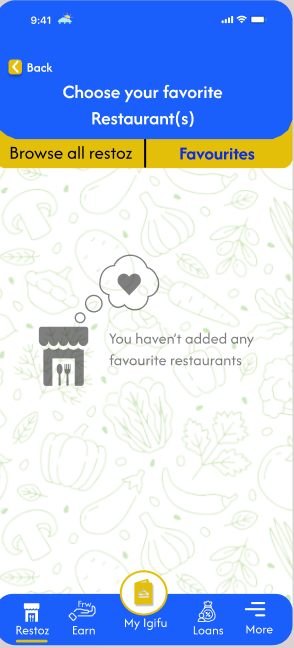 9:41
Back
Choose your favorite
Restaurant(s)
Browse all restoz
Favourites
You haven't added any
favourite restaurants
Frw
Restoz
Earn
My Igifu
Loans
More